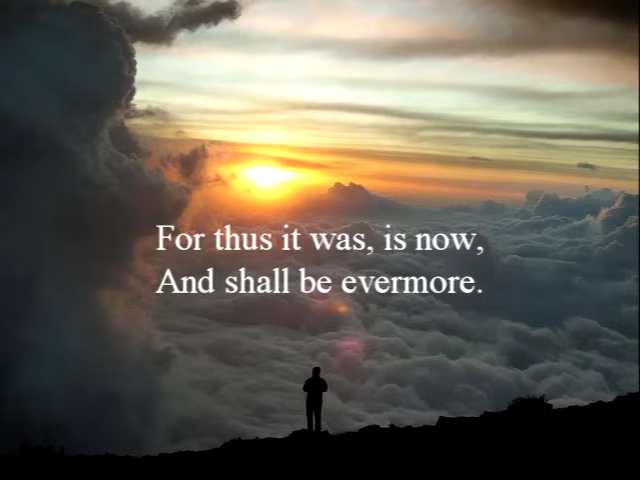 For thus it was, is now,
And shall be evermore.